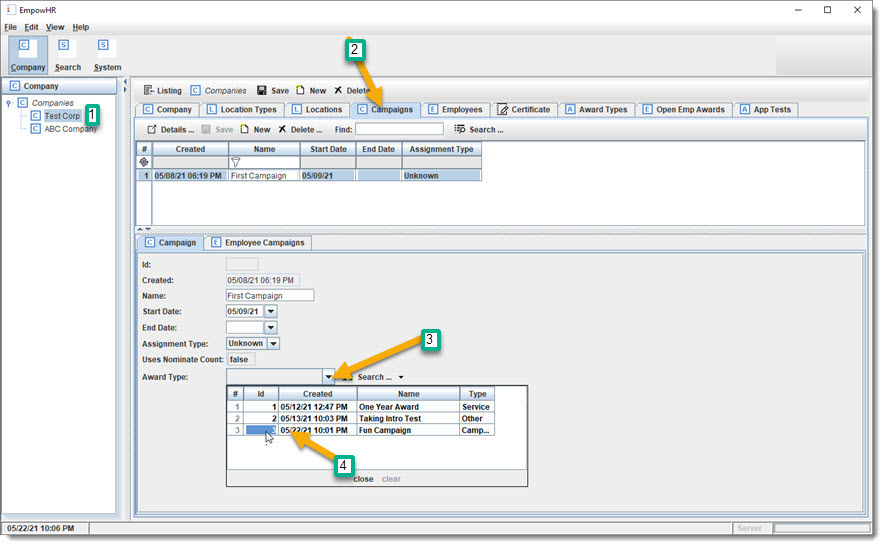 EmpowHR
File Edit View Help
C S S
Company Search System
C Company
C Companies
C Test Corp 1
C ABC Company
2
Listing C Companies Save New Delete
C Company L Location Types L Locations C Campaigns E Employees Certificate A Award Types E Open Emp Awards A App Tests
Details ... Save New Delete ... Find: Search ...
# Created Name Start Date End Date Assignment Type
1 05/08/21 06:19 PM First Campaign 05/09/21 Unknown
C Campaign E Employee Campaigns
Id:
Created: 05/08/21 06:19 PM
Name: First Campaign
Start Date: 05/09/21
End Date:
Assignment Type: Unknown
3
Uses Nominate Count: false
Award Type: Search ...
# Id Created Name Type
1 1 05/12/21 12:47 PM One Year Award Service
2 2 05/13/21 10:03 PM Taking Intro Test Other
3 3 05/22/21 10:01 PM Fun Campaign Camp...
4
close clear
05/22/21 10:06 PM Server